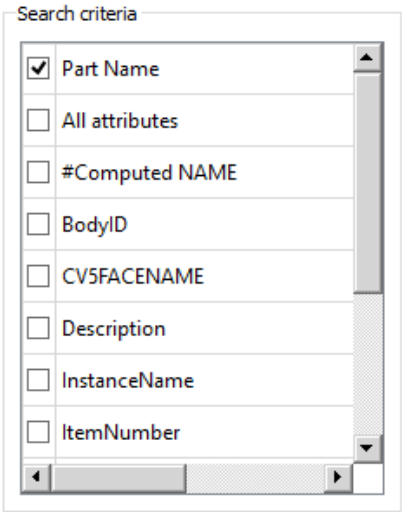 Search criteria
Part Name
All attributes
#Computed NAME
BodyID
CV5FACENAME
Description
InstanceName
ItemNumber